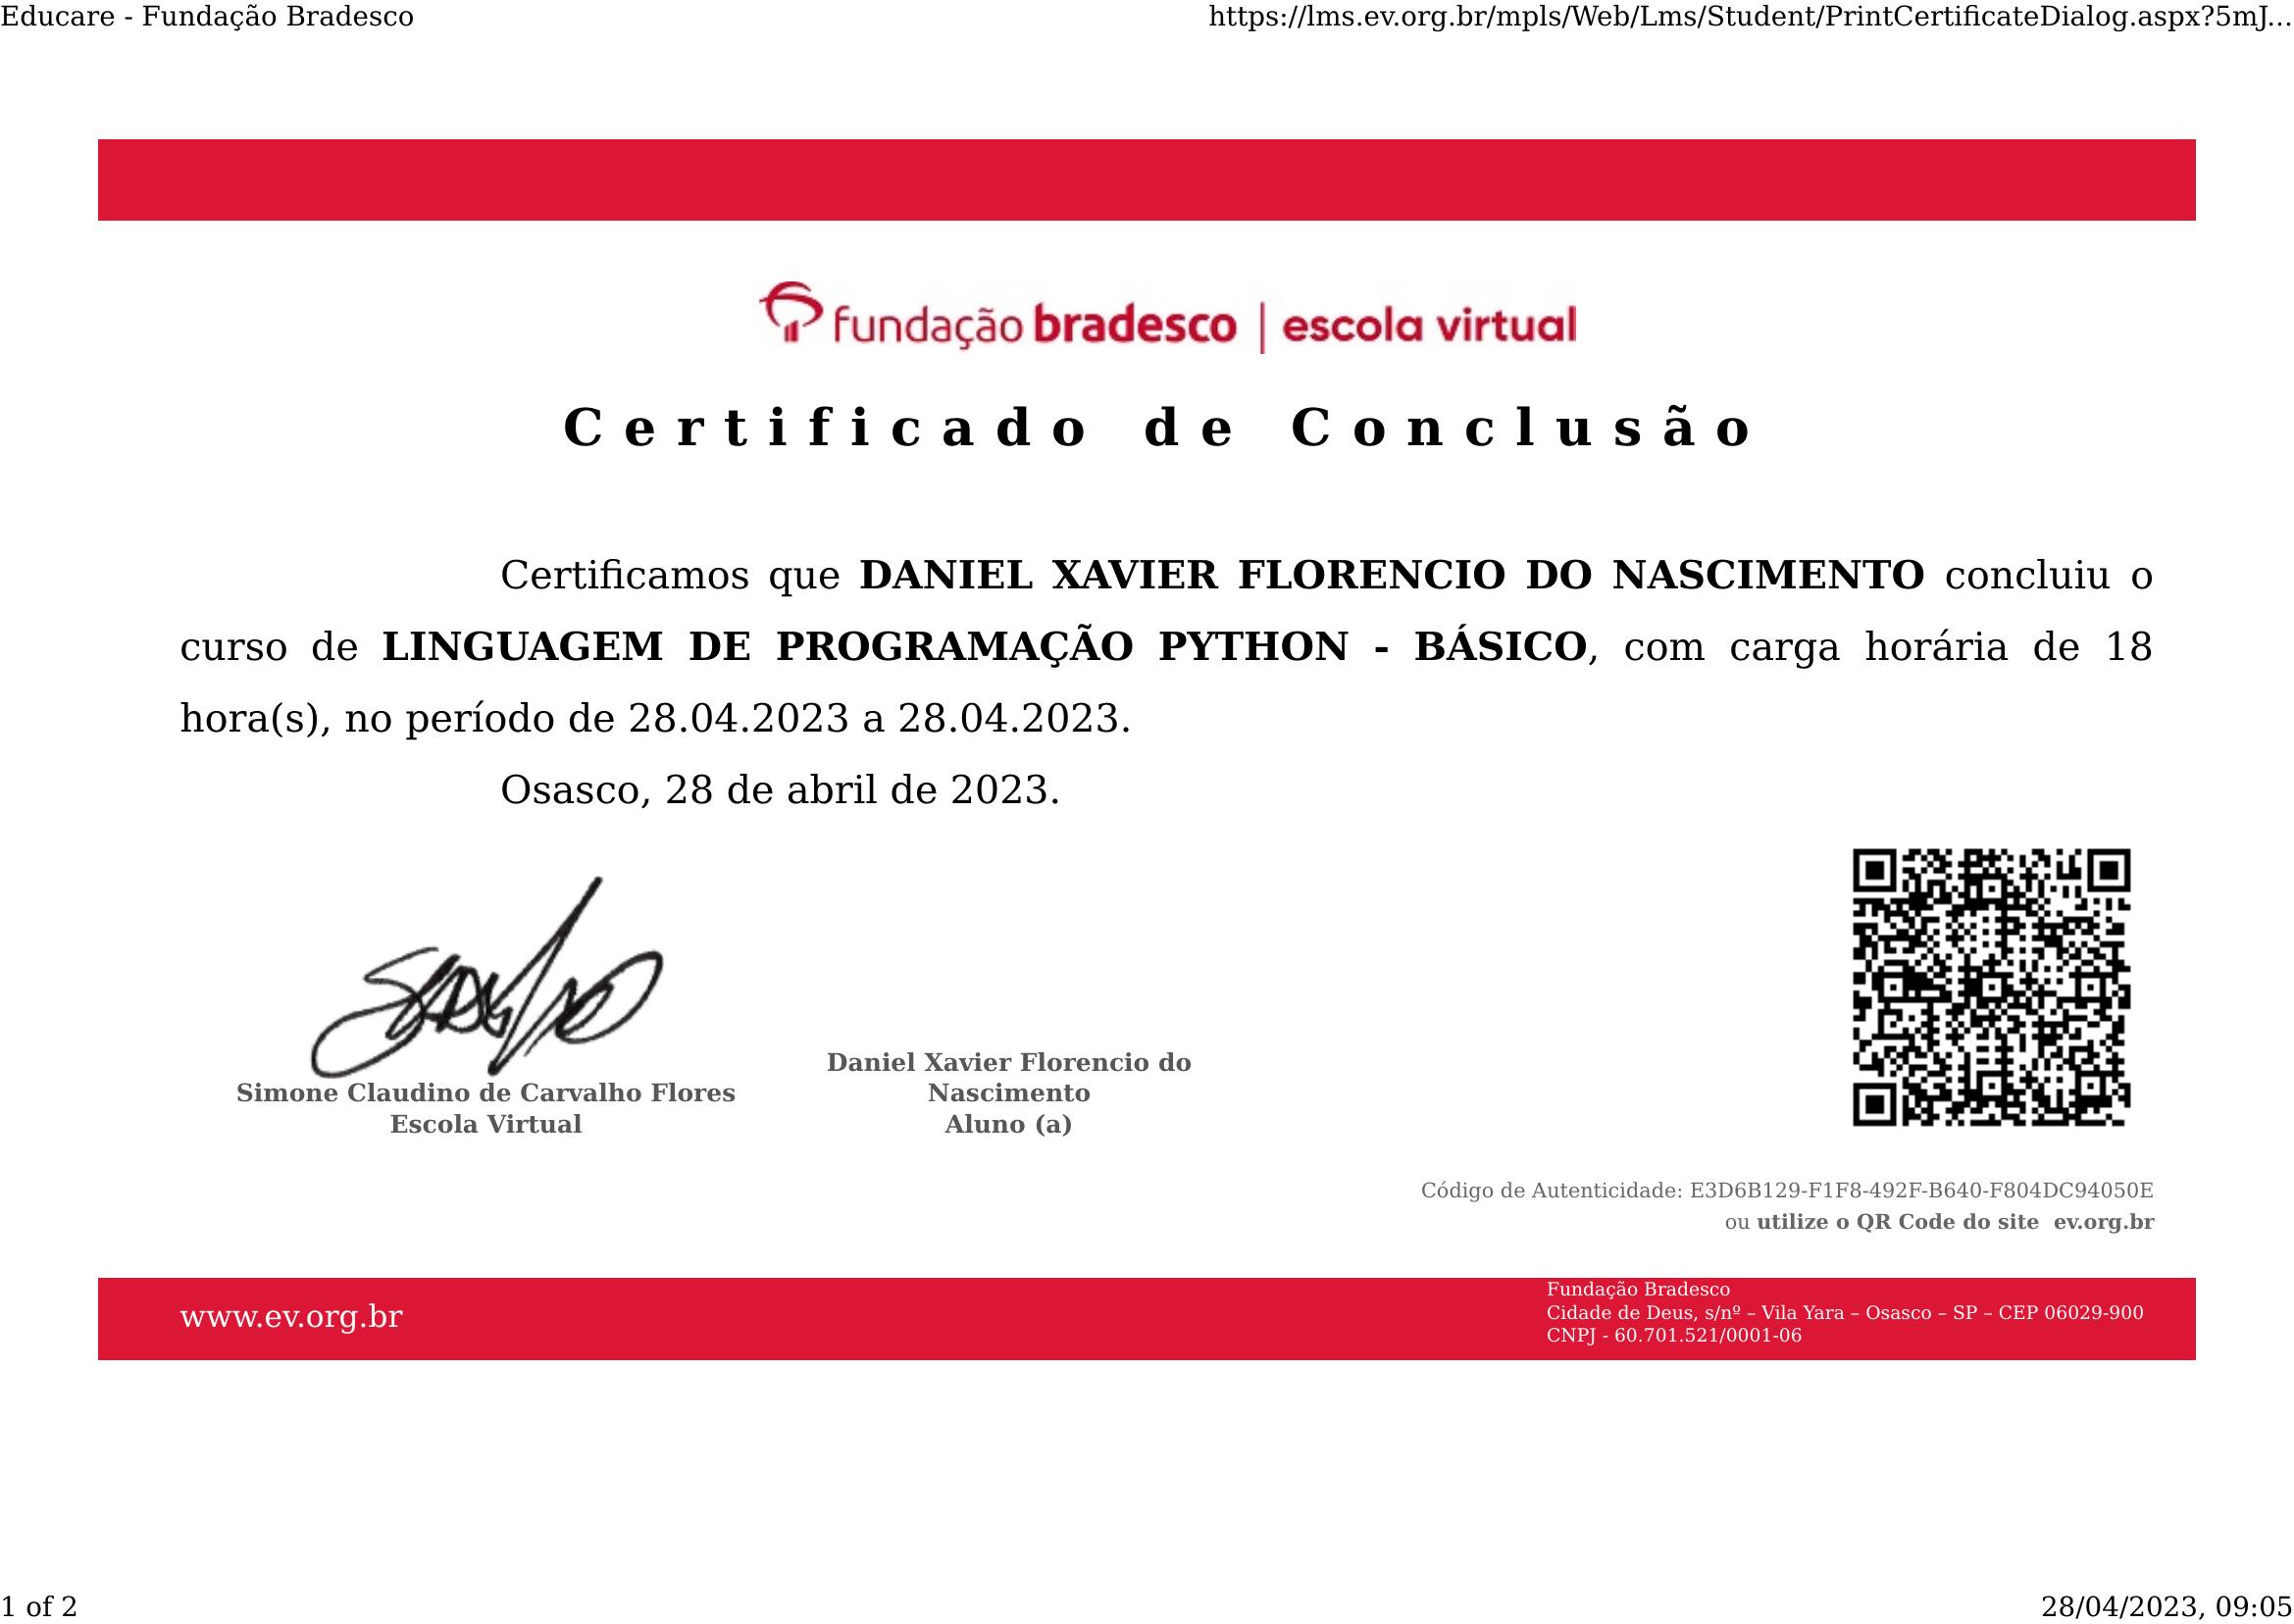 Educare - Fundação Bradesco
https://lms.ev.org.br/mpls/Web/Lms/Student/PrintCertificateDialog.aspx?5mJ...
fundação bradesco | escola virtual
Certificado de Conclusão
Certificamos que DANIEL XAVIER FLORENCIO DO NASCIMENTO concluiu o
curso de LINGUAGEM DE PROGRAMAÇÃO PYTHON - BÁSICO, com carga horária de 18
hora(s), no período de 28.04.2023 a 28.04.2023.
Osasco, 28 de abril de 2023.
Simone Claudino de Carvalho Flores
Escola Virtual
Daniel Xavier Florencio do
Nascimento
Aluno (a)
Código de Autenticidade: E3D6B129-F1F8-492F-B640-F804DC94050E
ou utilize o QR Code do site ev.org.br
www.ev.org.br
Fundação Bradesco
Cidade de Deus, s/nº – Vila Yara – Osasco – SP – CEP 06029-900
CNPJ - 60.701.521/0001-06
1 of 2
28/04/2023, 09:05